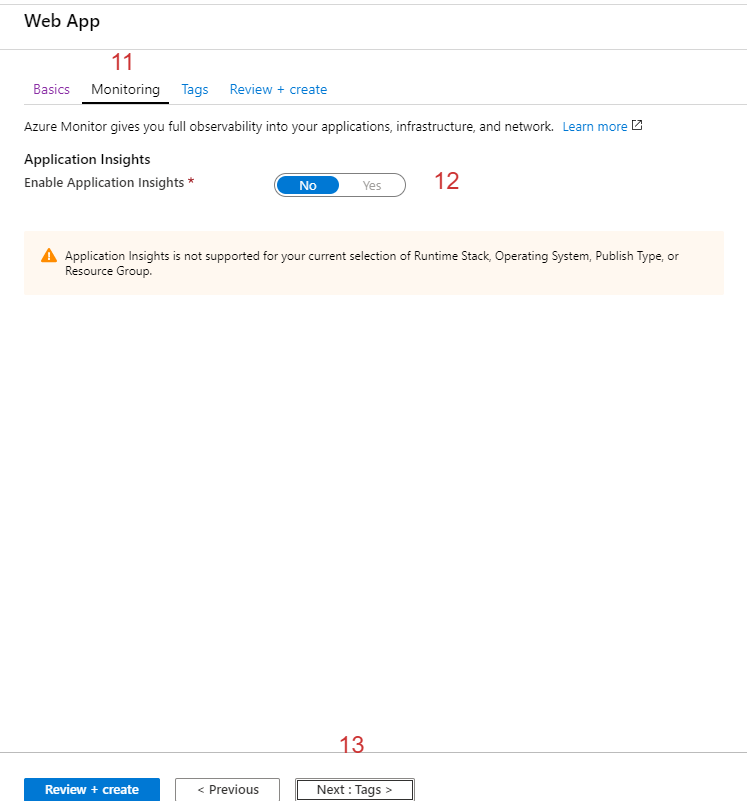 Web App
11
Basics Monitoring Tags Review + create
Azure Monitor gives you full observability into your applications, infrastructure, and network. Learn more
Application Insights
Enable Application Insights * No Yes 12
Application Insights is not supported for your current selection of Runtime Stack, Operating System, Publish Type, or
Resource Group.
13
Review + create < Previous Next : Tags >